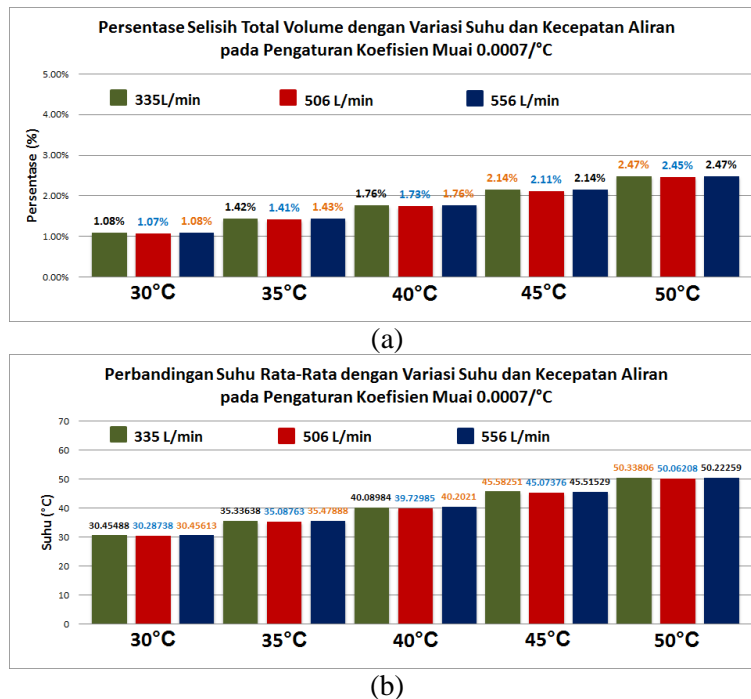 Persentase Selisih Total Volume dengan Variasi Suhu dan Kecepatan Aliran
pada Pengaturan Koefisien Muai 0.0007/°C
Persentase (%)
5.00%
4.00%
3.00%
2.00%
1.00%
0.00%
335L/min 506 L/min 556 L/min
1.08% 1.07% 1.08% 1.42% 1.41% 1.43% 1.76% 1.73% 1.76% 2.14% 2.11% 2.14% 2.47% 2.45% 2.47%
30°C 35°C 40°C 45°C 50°C
(a)
Perbandingan Suhu Rata-Rata dengan Variasi Suhu dan Kecepatan Aliran
pada Pengaturan Koefisien Muai 0.0007/°C
Suhu (°C)
70
60
50
40
30
20
10
0
335 L/min 506 L/min 556 L/min
30.45488 30.28738 30.45613 35.33638 35.08763 35.47888 40.08984 39.72985 40.2021 45.58251 45.07376 45.51529 50.33806 50.06208 50.22259
30°C 35°C 40°C 45°C 50°C
(b)